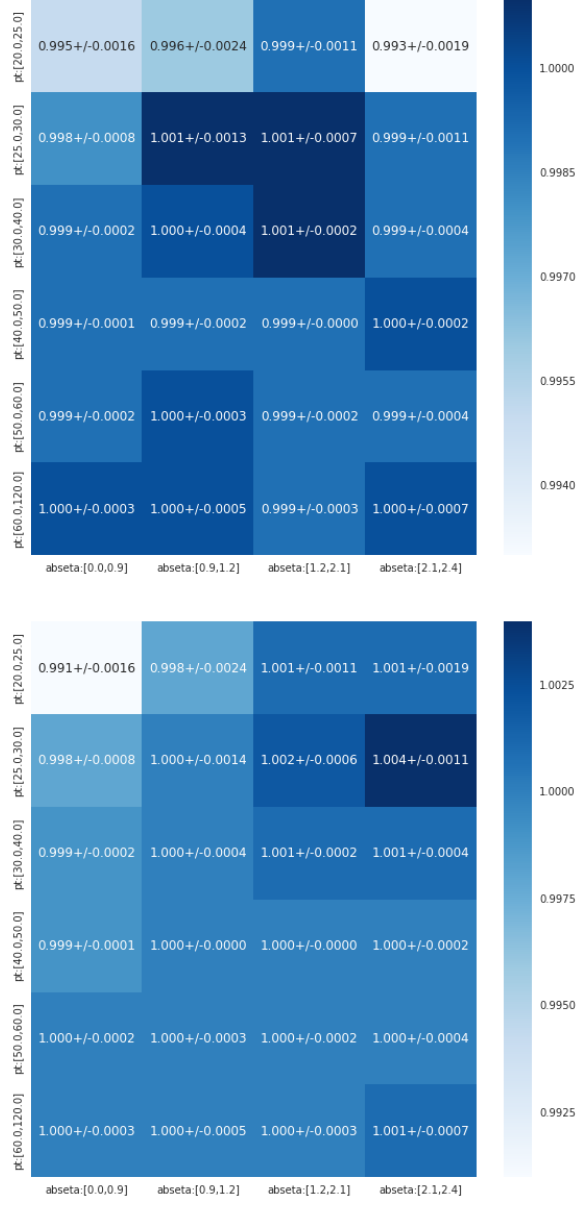 pt:[20.0,25.0] 0.995+/-0.0016 0.996+/-0.0024 0.999+/-0.0011 0.993+/-0.0019
1.0000
pt:[25.0,30.0] 0.998+/-0.0008 1.001+/-0.0013 1.001+/-0.0007 0.999+/-0.0011
0.9985
pt:[30.0,40.0] 0.999+/-0.0002 1.000+/-0.0004 1.001+/-0.0002 0.999+/-0.0004
0.9970
pt:[40.0,50.0] 0.999+/-0.0001 0.999+/-0.0002 0.999+/-0.0000 1.000+/-0.0002
0.9955
pt:[50.0,60.0] 0.999+/-0.0002 1.000+/-0.0003 0.999+/-0.0002 0.999+/-0.0004
0.9940
pt:[60.0,120.0] 1.000+/-0.0003 1.000+/-0.0005 0.999+/-0.0003 1.000+/-0.0007
abseta:[0.0,0.9] abseta:[0.9,1.2] abseta:[1.2,2.1] abseta:[2.1,2.4]
pt:[20.0,25.0] 0.991+/-0.0016 0.998+/-0.0024 1.001+/-0.0011 1.001+/-0.0019
1.0025
pt:[25.0,30.0] 0.998+/-0.0008 1.000+/-0.0014 1.002+/-0.0006 1.004+/-0.0011
1.0000
pt:[30.0,40.0] 0.999+/-0.0002 1.000+/-0.0004 1.001+/-0.0002 1.001+/-0.0004
0.9975
pt:[40.0,50.0] 0.999+/-0.0001 1.000+/-0.0000 1.000+/-0.0000 1.000+/-0.0002
0.9950
pt:[50.0,60.0] 1.000+/-0.0002 1.000+/-0.0003 1.000+/-0.0002 1.000+/-0.0004
0.9925
pt:[60.0,120.0] 1.000+/-0.0003 1.000+/-0.0005 1.000+/-0.0003 1.001+/-0.0007
abseta:[0.0,0.9] abseta:[0.9,1.2] abseta:[1.2,2.1] abseta:[2.1,2.4]